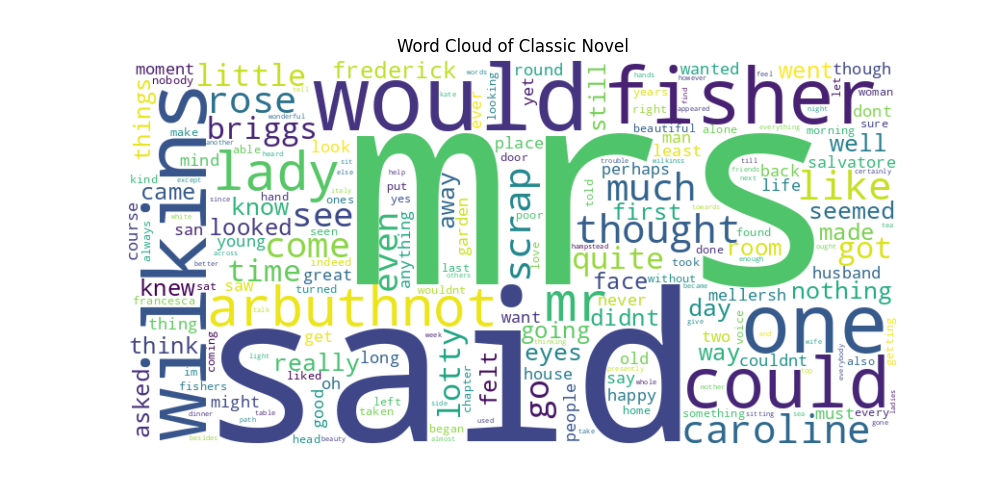 Word Cloud of Classic Novel
moment little frederick words round still wanted went though
nobody tell would fisher
things rose kate looking yet hands years however find let woman
wonderful ever right appeared feel night dont
make another briggs look place beautiful alone everything morning sure
mind able heard door man least well
kind lady sit else help mrs perhaps trouble wilkinss till back salvatore
came except italy put yes away poor told much friends next certainly life like
since hand ones scrap first towards
wilkins white know see even anything garden love thought found seemed
course san looked seen hampstead done room ought tea made
always across young come indeed last others quite took enough got
better time great wouldnt face without became husband
knew sat saw turned mr never mellersh nothing
francesca arbuthnot want didnt day give
thing talk going two voice one getting
think coming get week thinking way couldnt wife end
im light really long lotty felt eyes old presently everybody also
asked fishers liked oh chapter house say whole could top
might good said go happy mother
dinner table left side people home something sitting sea must every ladies
path taken used take caroline gone
besides head beauty began almost